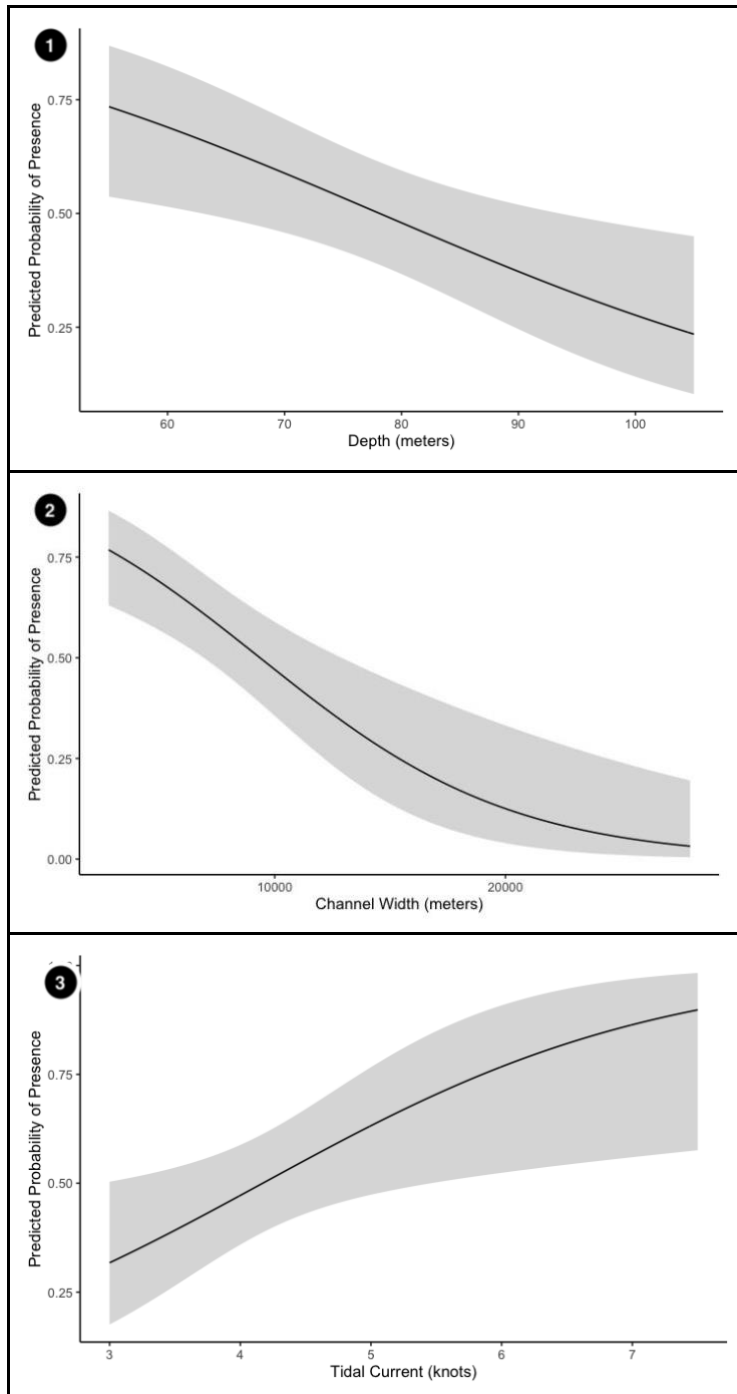 1
Predicted Probability of Presence
0.75
0.50
0.25
60 70 80 90 100
Depth (meters)
2
Predicted Probability of Presence
0.75
0.50
0.25
0.00
10000 20000
Channel Width (meters)
3
Predicted Probability of Presence
0.75
0.50
0.25
3 4 5 6 7
Tidal Current (knots)